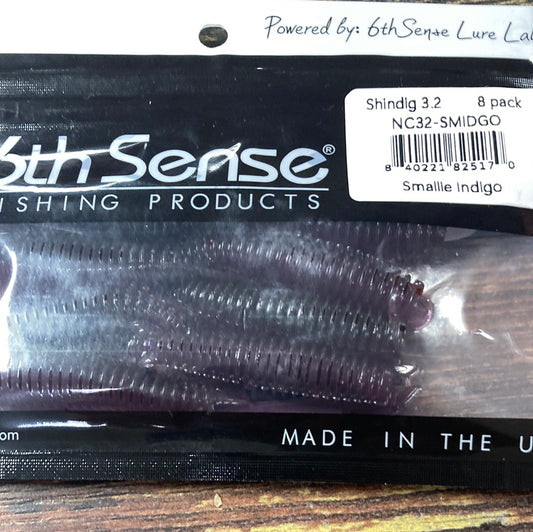 Powered by: 6thSense Lure La
Shindig 3.2 8 pack
NC32-SMIDGO
8 40221 82517 0
Smallie Indigo
6th Sense®
FISHING PRODUCTS
om
MADE IN THE U